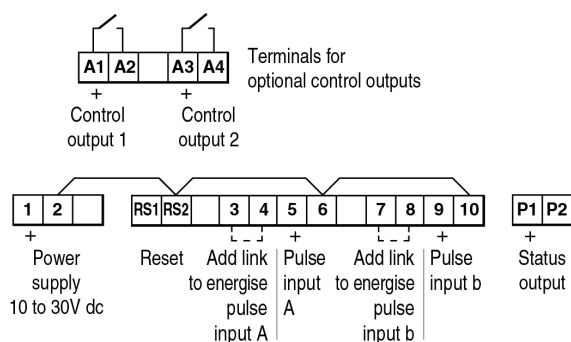 A1 A2 A3 A4
Terminals for
optional control outputs
+ +
Control
output 1
Control
output 2
1 2 RS1 RS2 3 4 5 6 7 8 9 10 P1 P2
+ + + +
Power
supply
10 to 30V dc
Reset
Add link
to energise
pulse
input A
Pulse
input
A
Add link
to energise
pulse
input b
Pulse
input b
Status
output